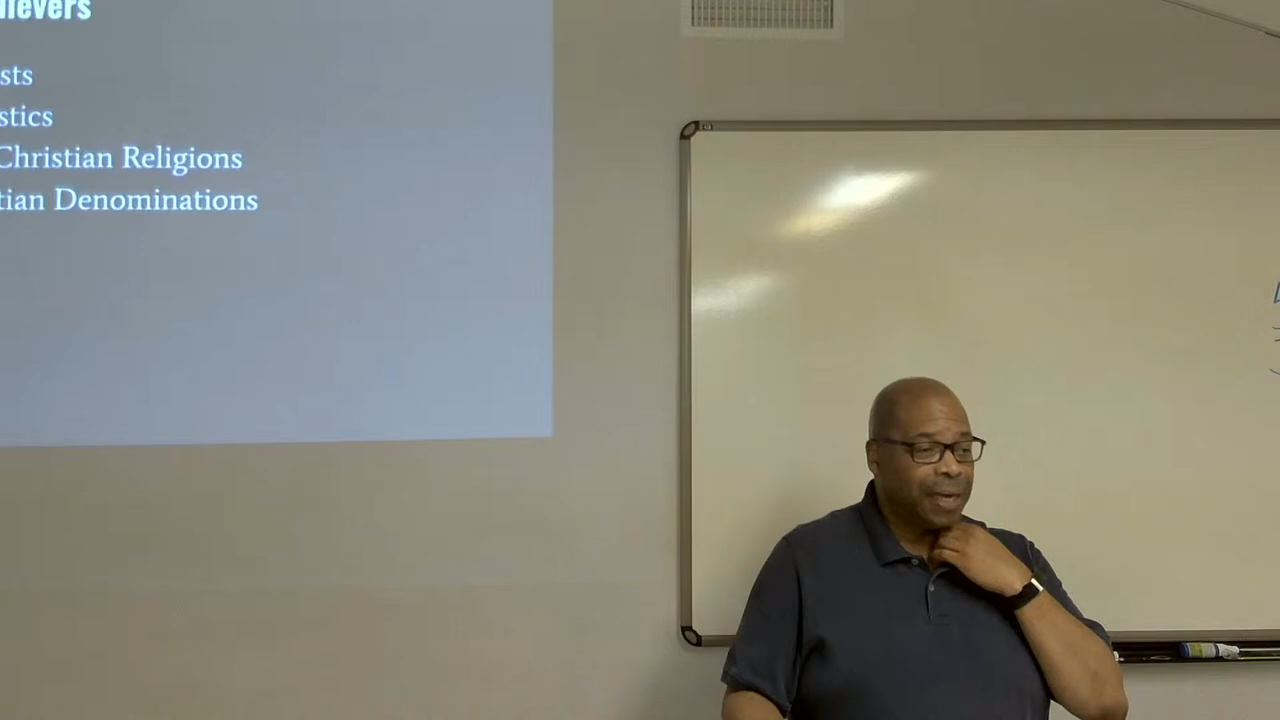 lievers
sts
stics
Christian Religions
tian Denominations